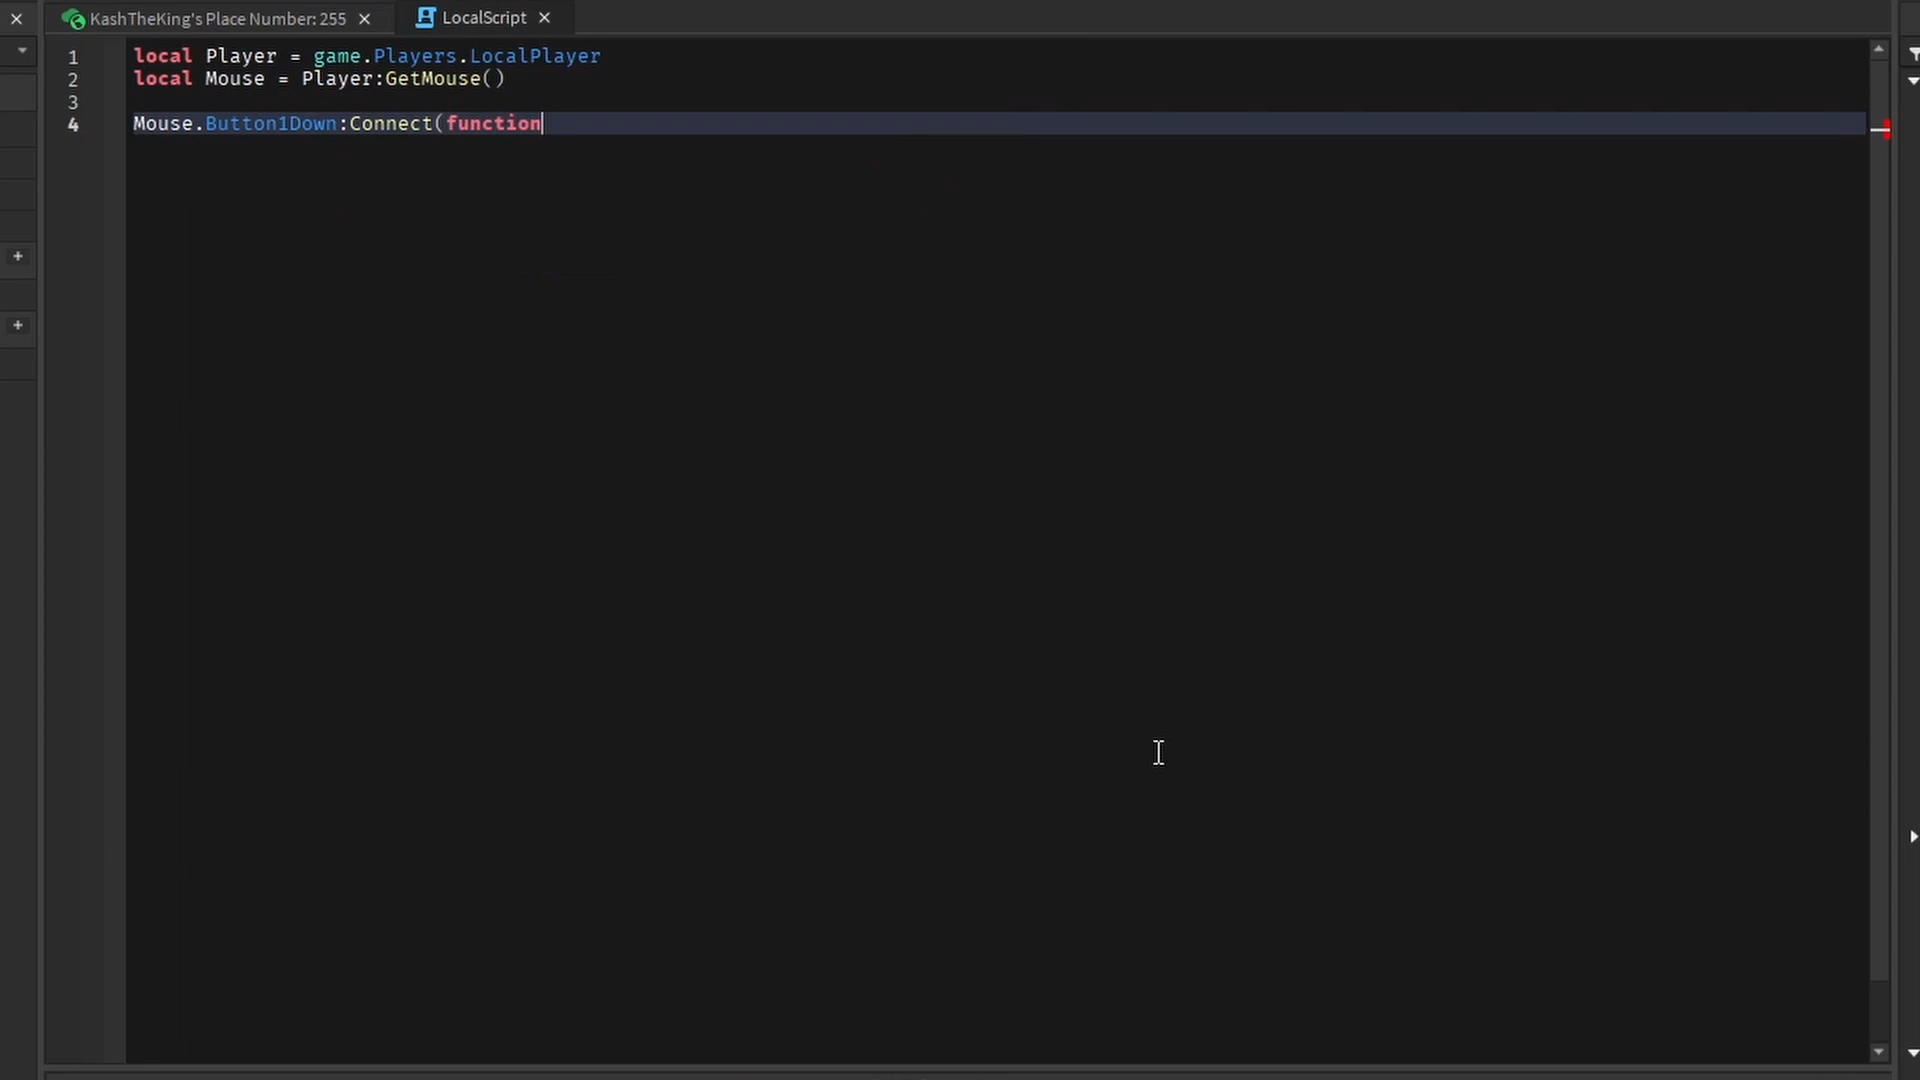 KashTheKing's Place Number: 255
LocalScript
1 local Player = game.Players.LocalPlayer
2 local Mouse = Player:GetMouse()
3
4 Mouse.Button1Down:Connect(function